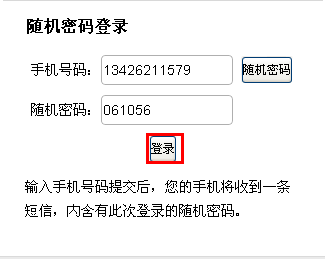 随机密码登录
手机号码：13426211579 随机密码
随机密码：061056
登录
输入手机号码提交后，您的手机将收到一条
短信，内含有此次登录的随机密码。